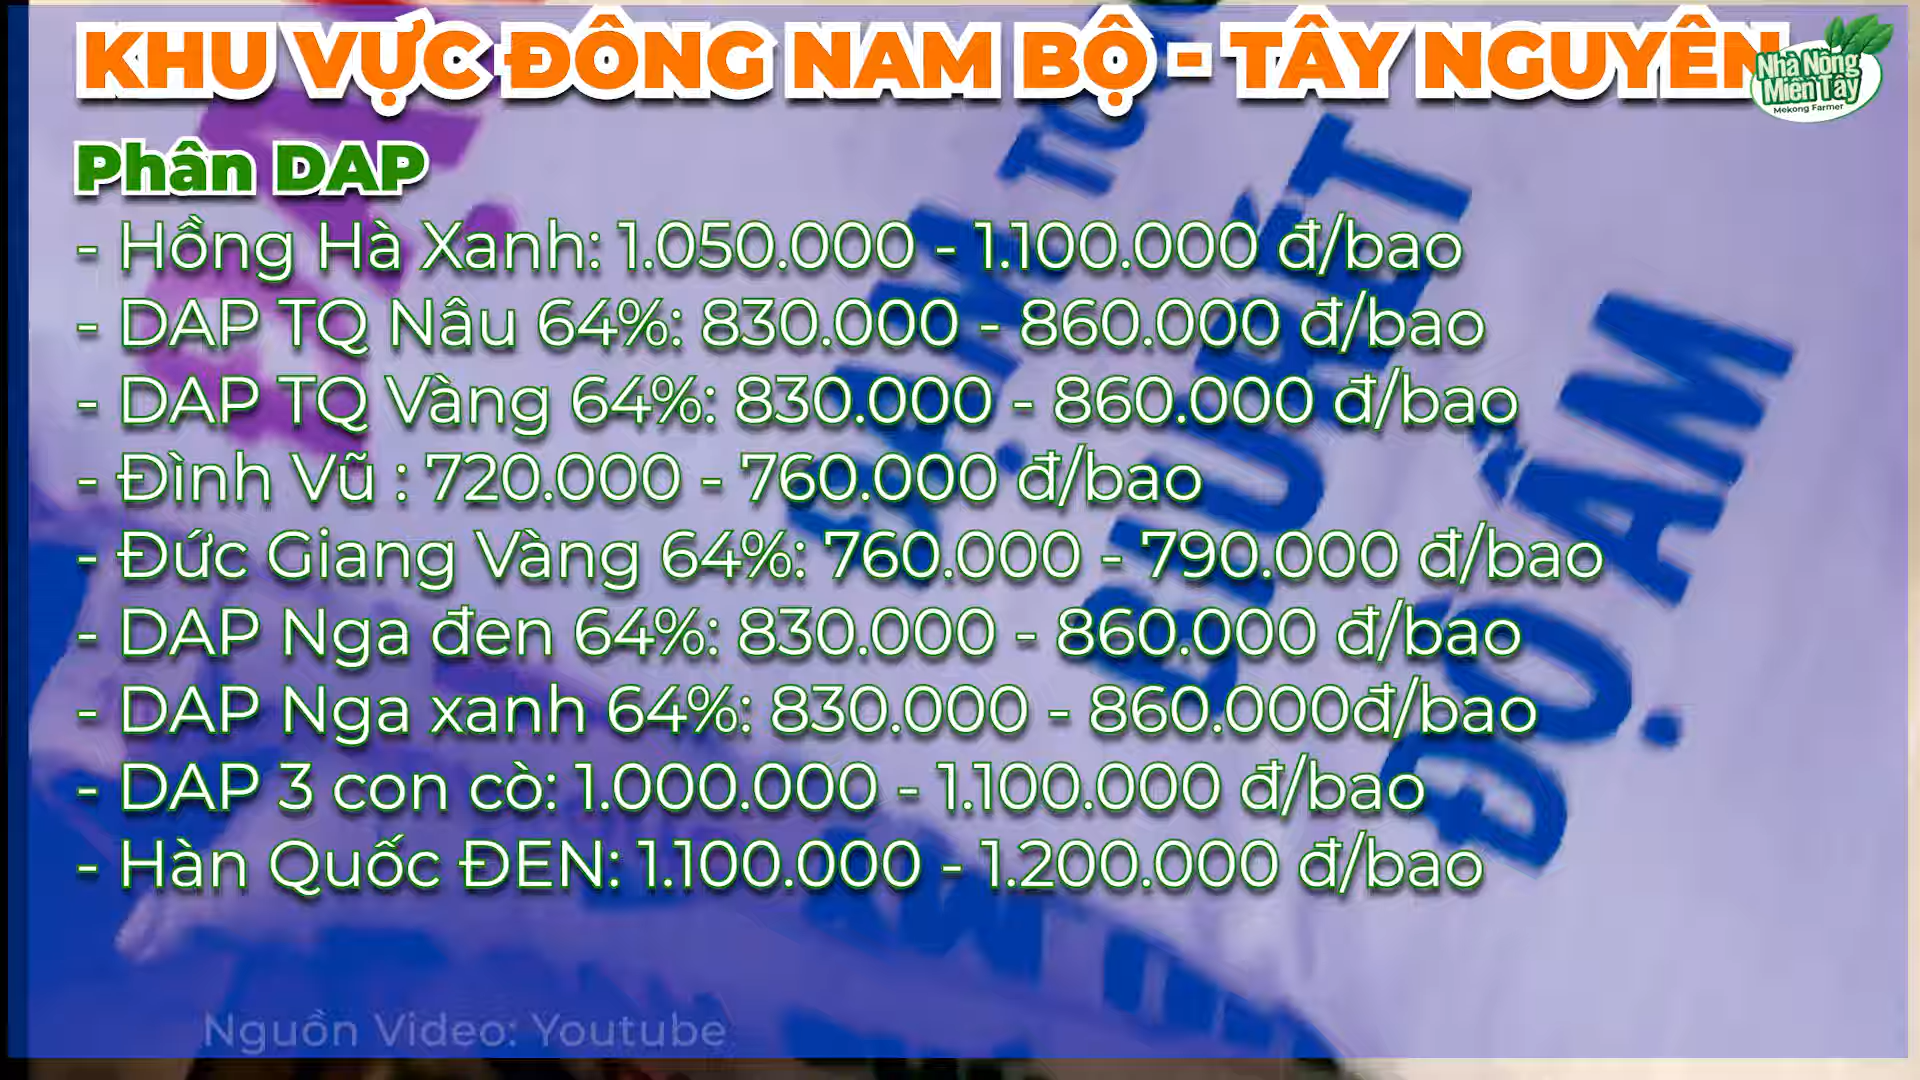 KHU VỰC ĐÔNG NAM BỘ - TÂY NGUYÊN
Nhà Nông
Miền Tây
Mekong Farmer
Phân DAP
- Hồng Hà Xanh: 1.050.000 - 1.100.000 đ/bao
- DAP TQ Nâu 64%: 830.000 - 860.000 đ/bao
- DAP TQ Vàng 64%: 830.000 - 860.000 đ/bao
- Đình Vũ : 720.000 - 760.000 đ/bao
- Đức Giang Vàng 64%: 760.000 - 790.000 đ/bao
- DAP Nga đen 64%: 830.000 - 860.000 đ/bao
- DAP Nga xanh 64%: 830.000 - 860.000đ/bao
- DAP 3 con cò: 1.000.000 - 1.100.000 đ/bao
- Hàn Quốc ĐEN: 1.100.000 - 1.200.000 đ/bao
ĐỘ ẨM
Nguồn Video: Youtube